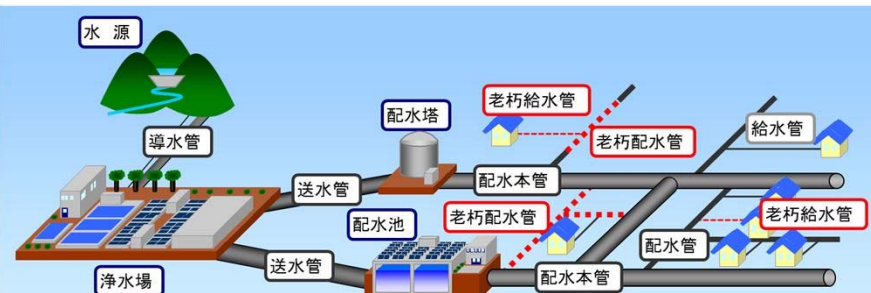 水 源
老朽給水管
配水塔
給水管
導水管
老朽配水管
送水管
配水本管
配水池
老朽配水管
老朽給水管
配水管
送水管
配水本管
浄水場